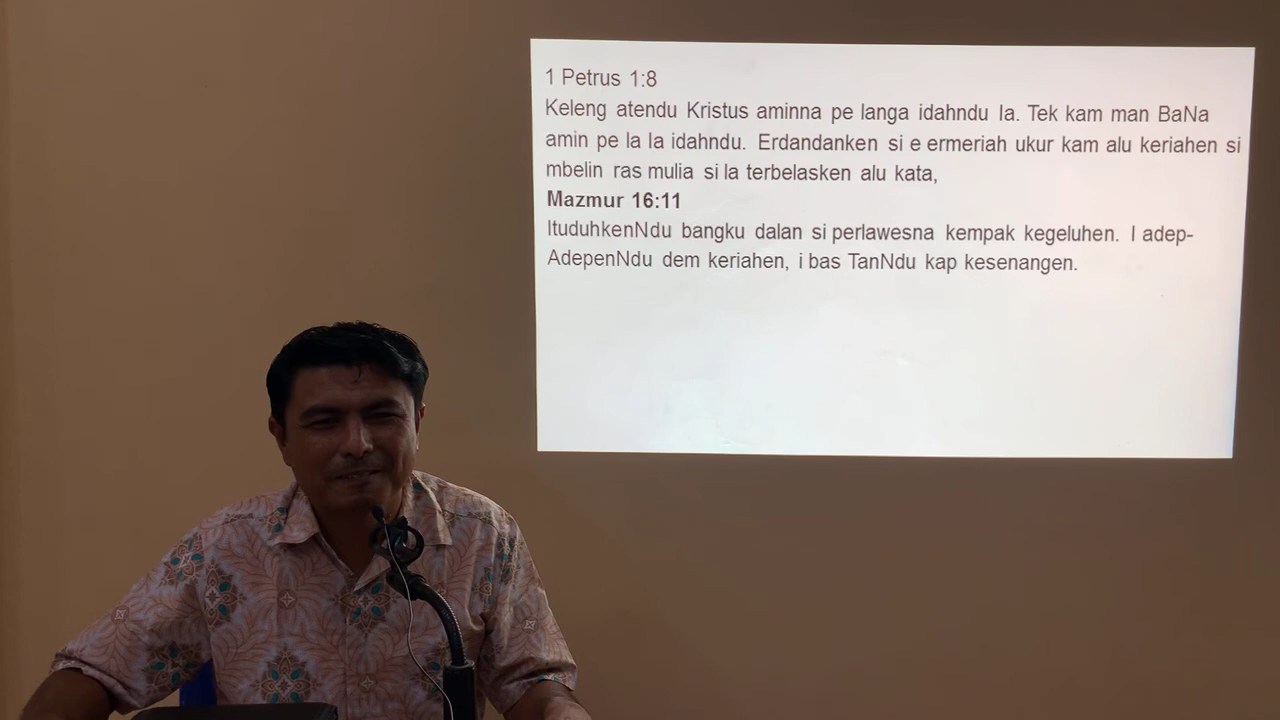 1 Petrus 1:8
Keleng atendu Kristus aminna pe langa idahndu Ia. Tek kam man BaNa
amin pe la Ia idahndu. Erdandanken si e ermeriah ukur kam alu keriahen si
mbelin ras mulia si la terbelasken alu kata,
Mazmur 16:11
ItuduhkenNdu bangku dalan si perlawesna kempak kegeluhen. I adep-
AdepenNdu dem keriahen, i bas TanNdu kap kesenangen.